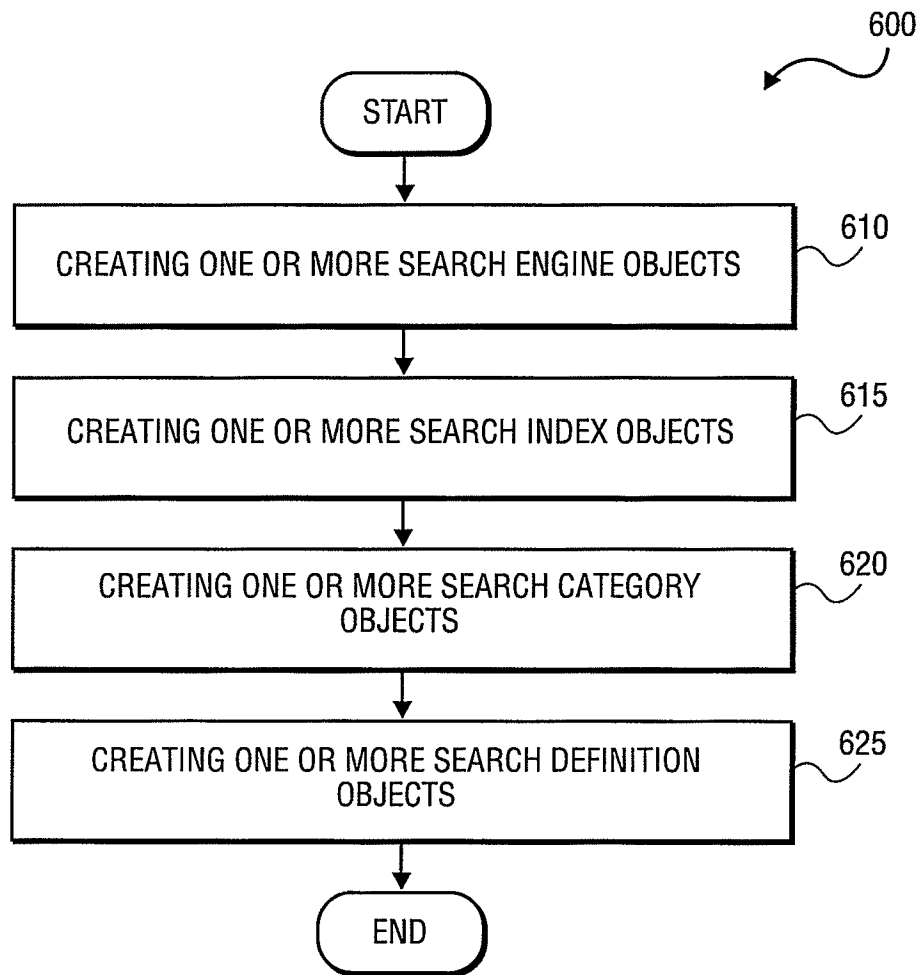 600
START
CREATING ONE OR MORE SEARCH ENGINE OBJECTS
610
CREATING ONE OR MORE SEARCH INDEX OBJECTS
615
CREATING ONE OR MORE SEARCH CATEGORY
OBJECTS
620
CREATING ONE OR MORE SEARCH DEFINITION
OBJECTS
625
END